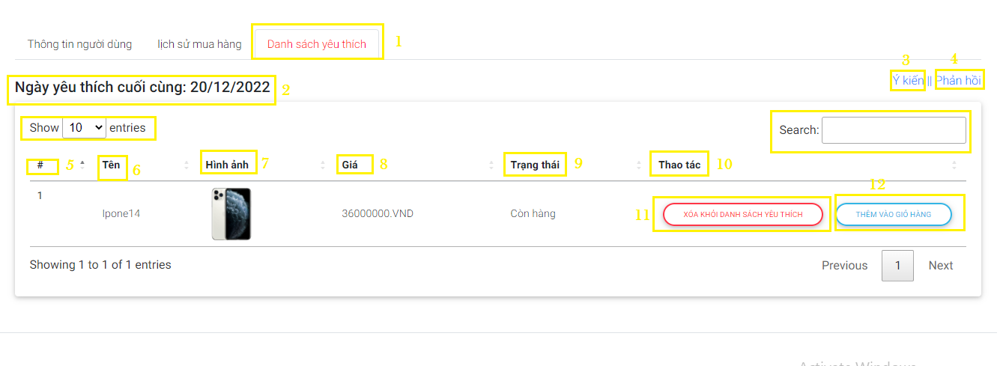 Thông tin người dùng lịch sử mua hàng Danh sách yêu thích 1
3 4
Ý kiến || Phản hồi
Ngày yêu thích cuối cùng: 20/12/2022 2
Show 10 entries Search:
# 5 Tên 6 Hình ảnh 7 Giá 8 Trạng thái 9 Thao tác 10
12
1
Ipone14 36000000.VND Còn hàng 11 XÓA KHỎI DANH SÁCH YÊU THÍCH THÊM VÀO GIỎ HÀNG
Showing 1 to 1 of 1 entries Previous 1 Next
Activate Windows